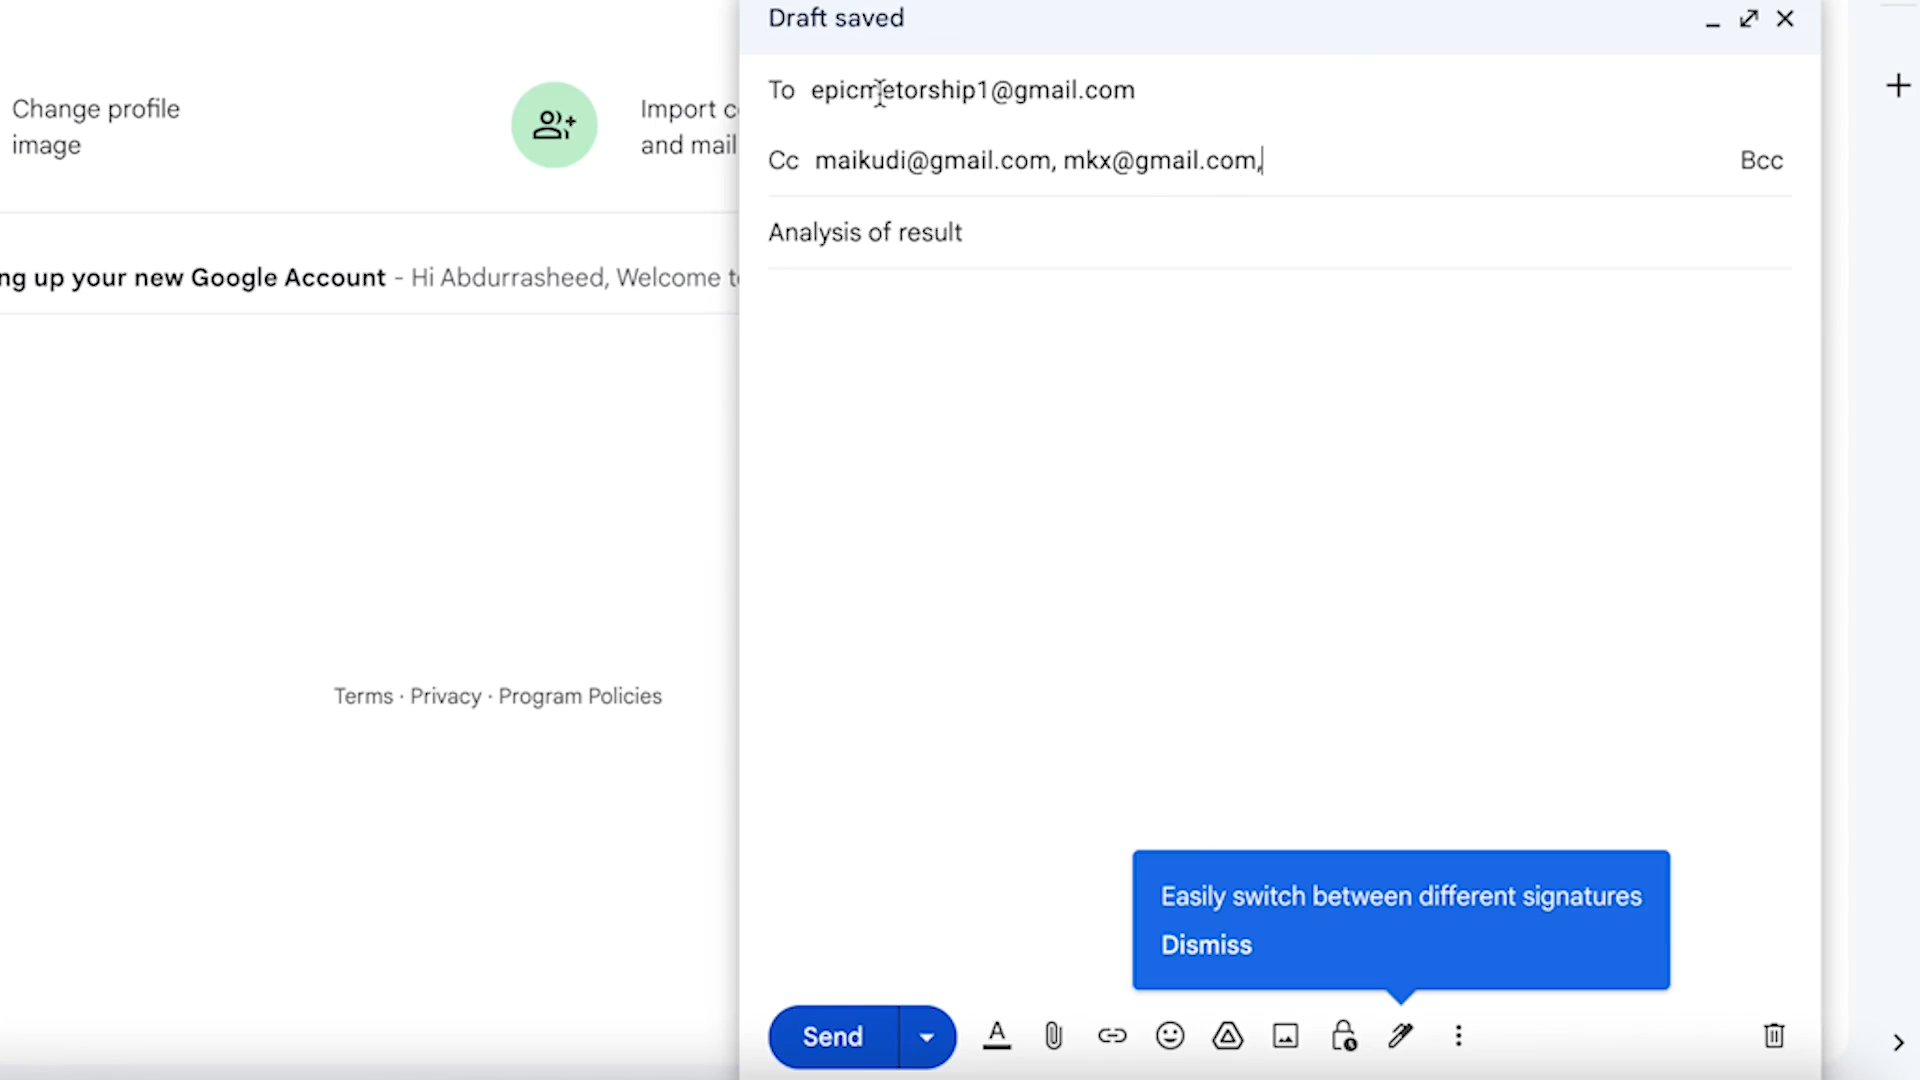 Draft saved
To epicmetorship1@gmail.com
Cc maikudi@gmail.com, mkx@gmail.com,
Bcc
Analysis of result
Change profile
image
Import c
and mail
ng up your new Google Account - Hi Abdurrasheed, Welcome t
Terms · Privacy · Program Policies
Easily switch between different signatures
Dismiss
Send